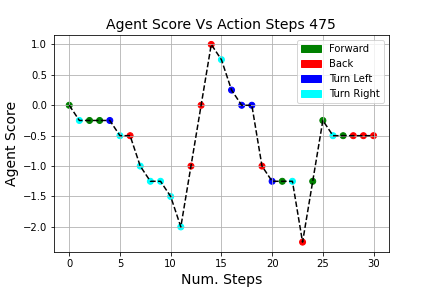 Agent Score Vs Action Steps 475
Agent Score
1.0
0.5
0.0
−0.5
−1.0
−1.5
−2.0
Forward
Back
Turn Left
Turn Right
0 5 10 15 20 25 30
Num. Steps